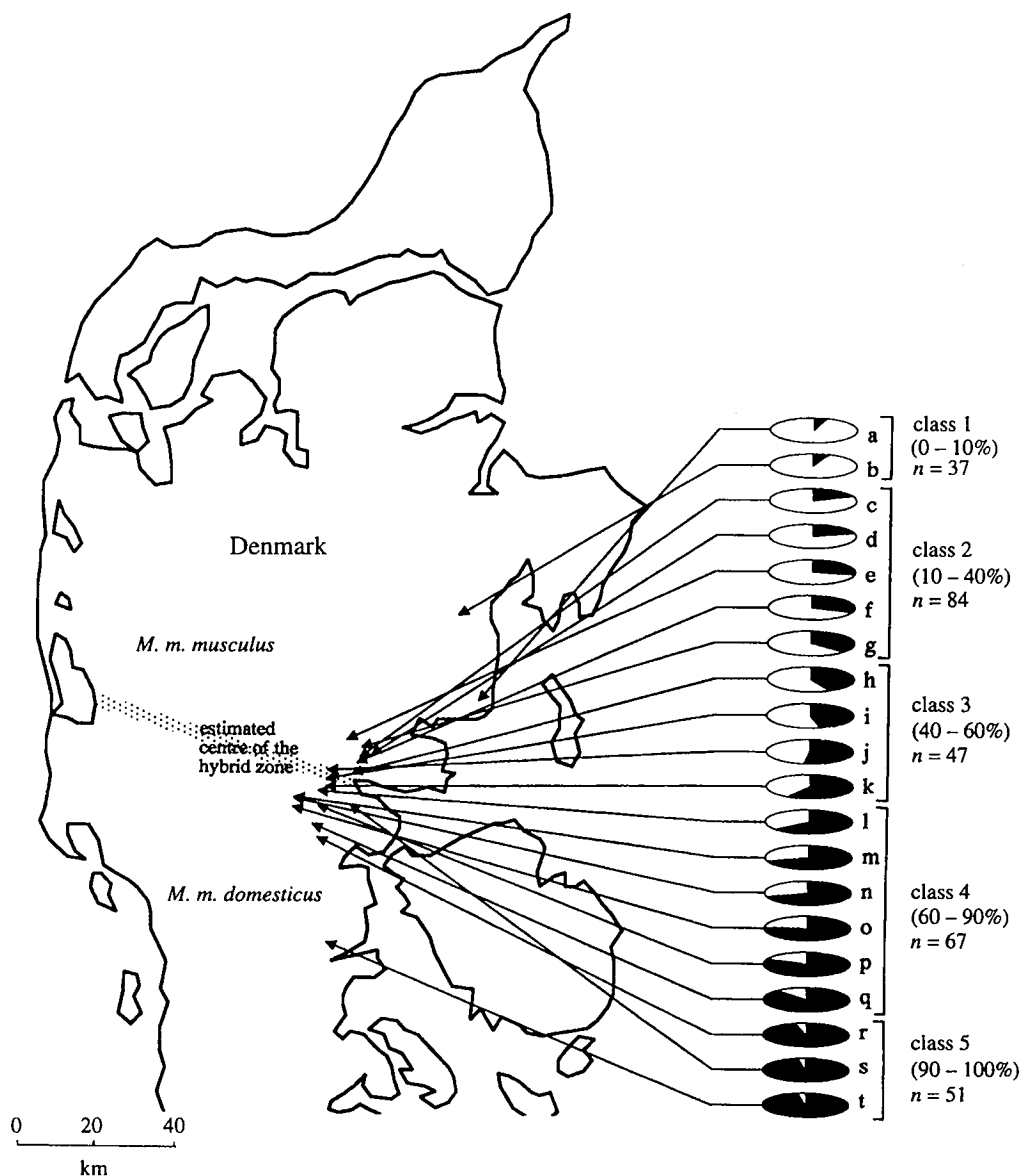 Denmark
M. m. musculus
estimated
centre of the
hybrid zone
M. m. domesticus
0 20 40
km
a
b
class 1
(0 – 10%)
n = 37
c
d
e
f
g
class 2
(10 – 40%)
n = 84
h
i
j
k
class 3
(40 – 60%)
n = 47
l
m
n
o
p
q
class 4
(60 – 90%)
n = 67
r
s
t
class 5
(90 – 100%)
n = 51